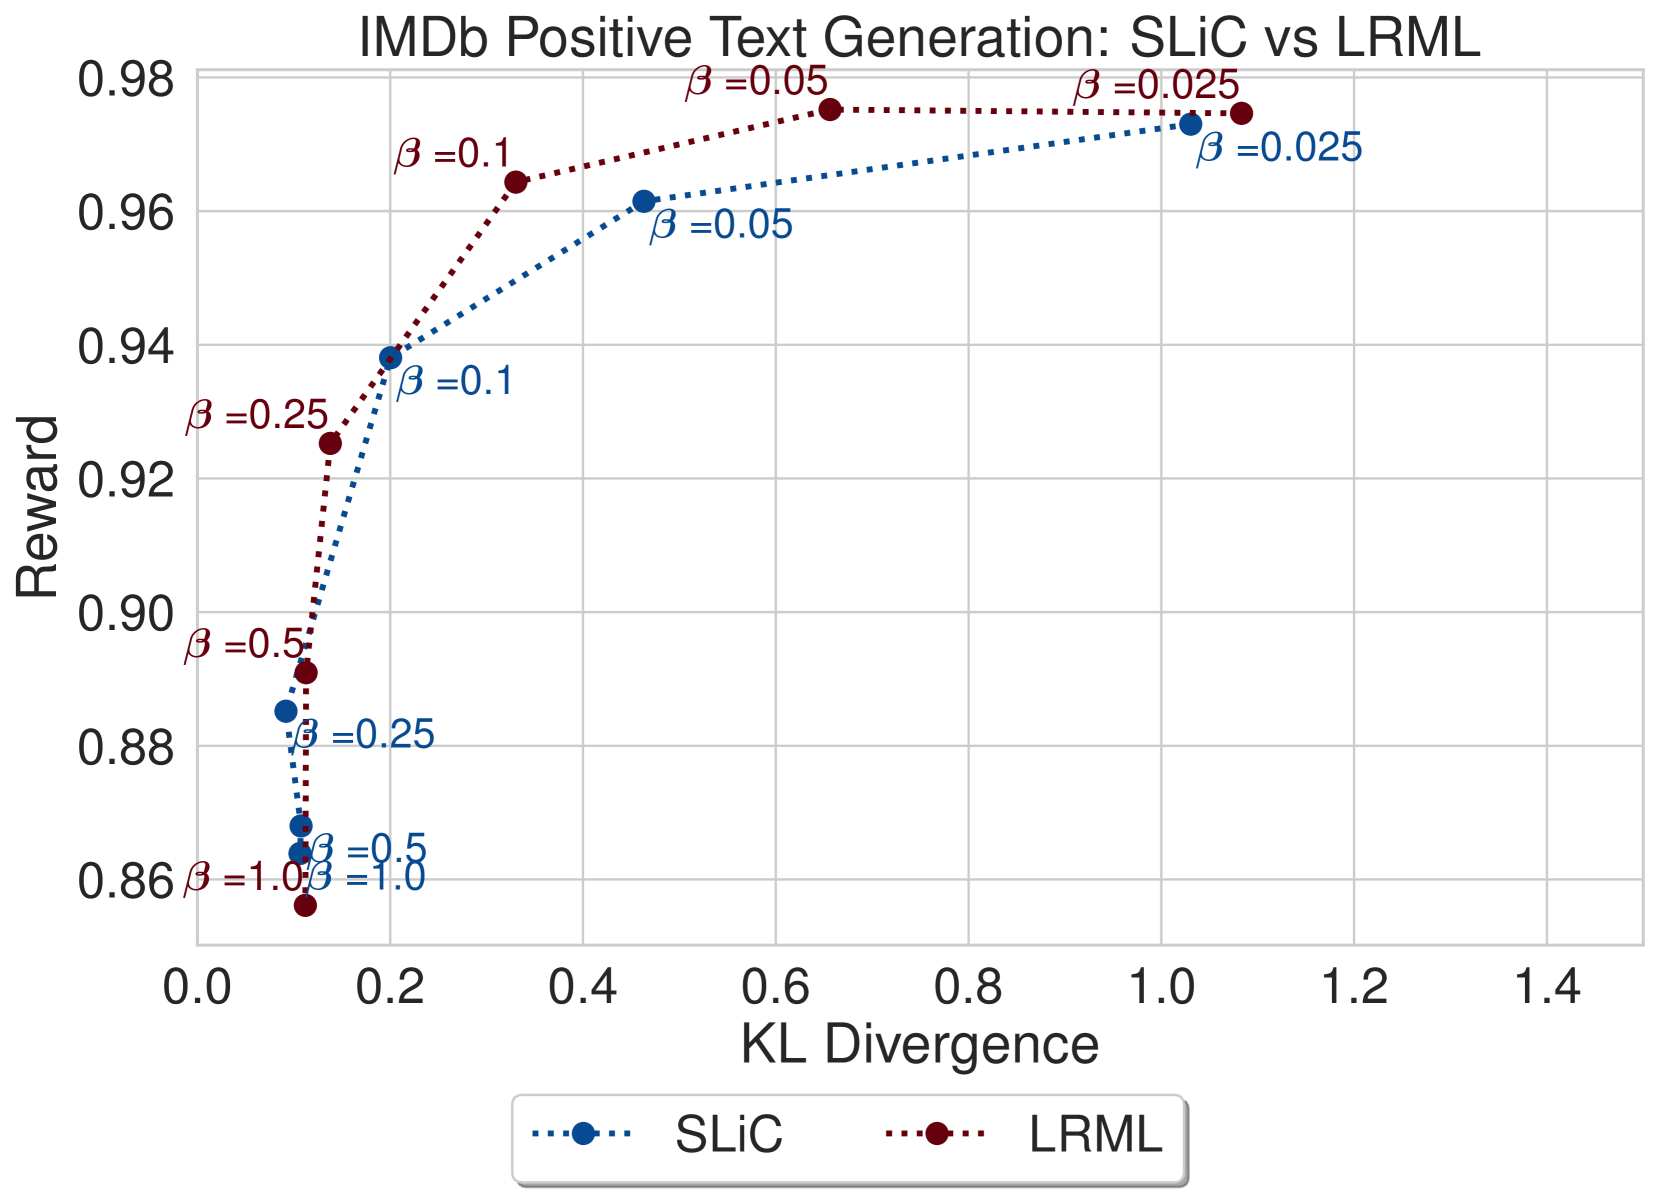 IMDb Positive Text Generation: SLiC vs LRML
0.98
0.96
0.94
0.92
0.90
0.88
0.86
Reward
β =0.05
β =0.025
β =0.1
β =0.025
β =0.05
β =0.1
β =0.25
β =0.5
β =0.25
β =0.5
β =1.0
β =1.0
0.0 0.2 0.4 0.6 0.8 1.0 1.2 1.4
KL Divergence
SLiC LRML